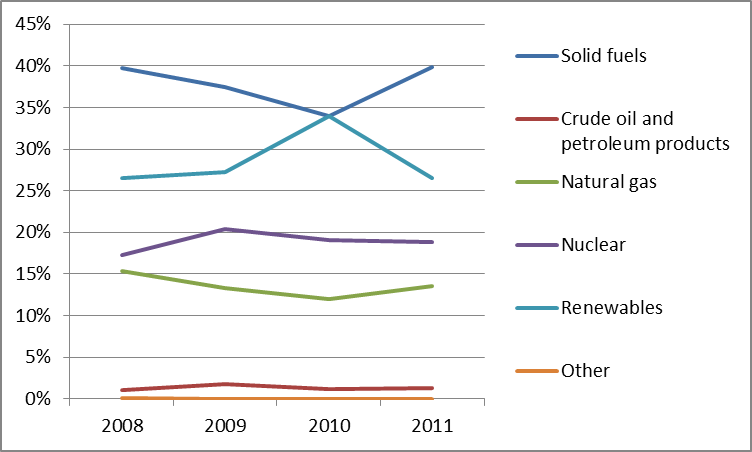 45%
40%
35%
30%
25%
20%
15%
10%
5%
0%
2008 2009 2010 2011
Solid fuels
Crude oil and
petroleum products
Natural gas
Nuclear
Renewables
Other